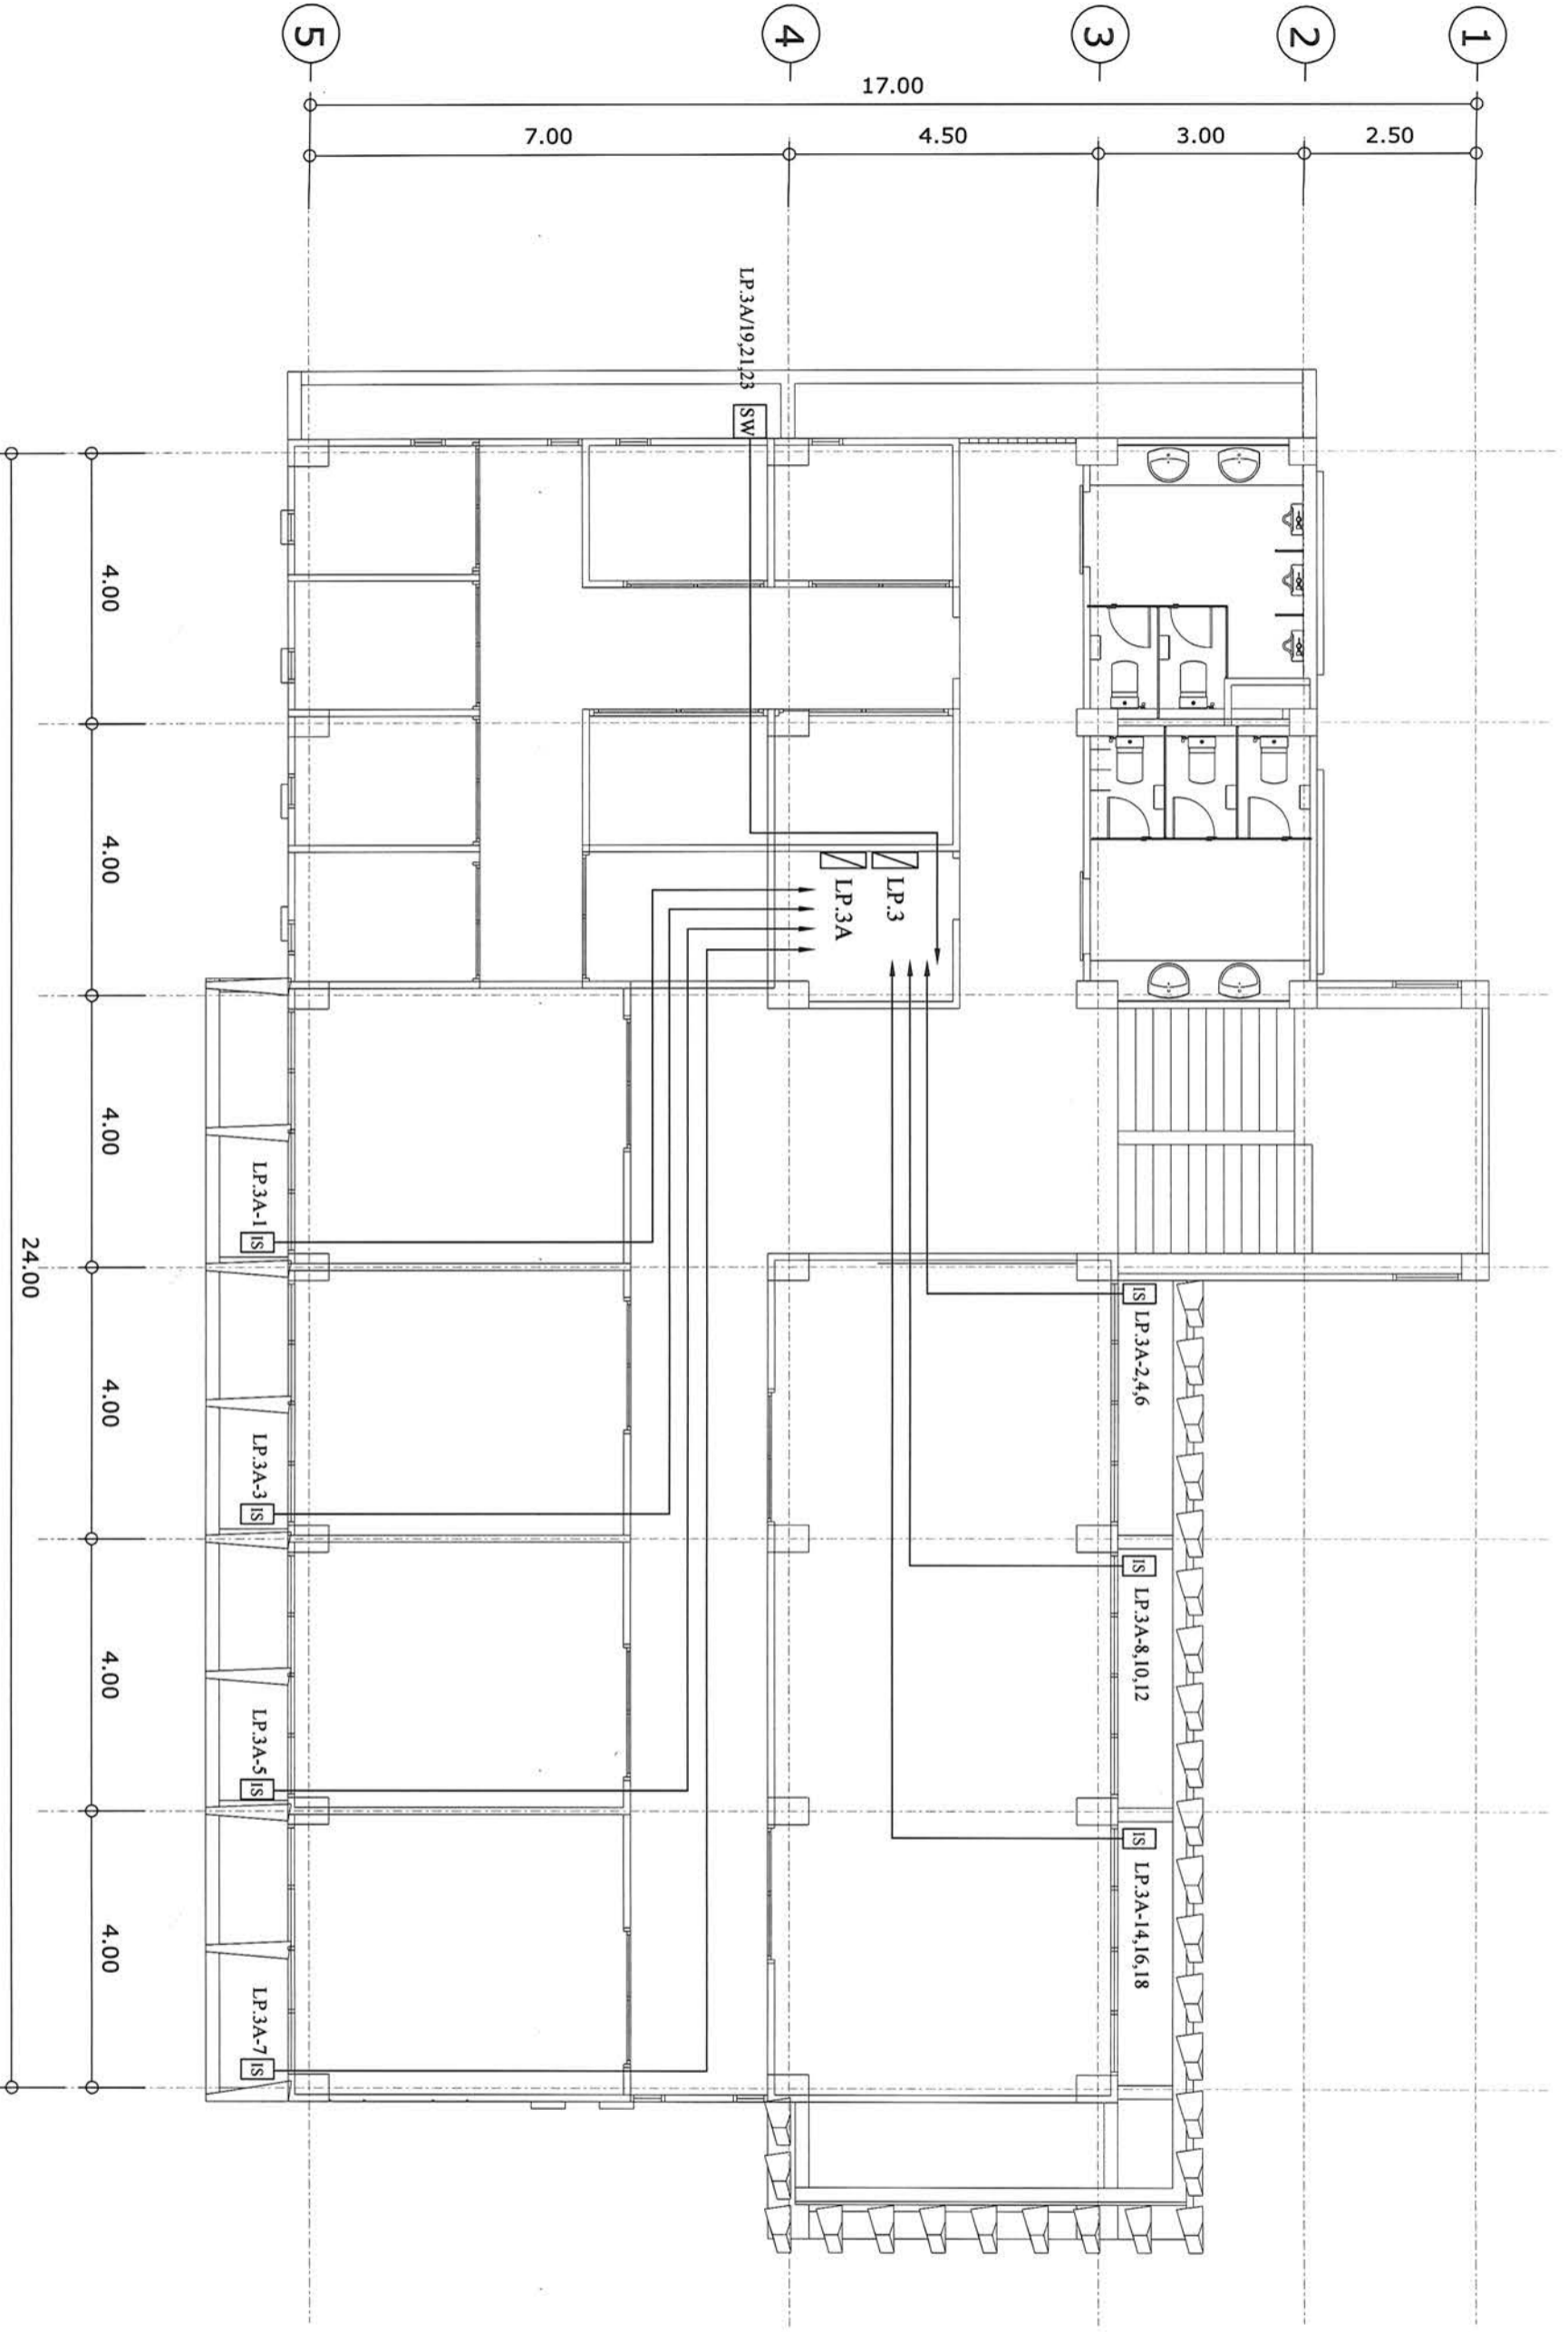 5
4
3
2
1
17.00
7.00
4.50
3.00
2.50
LP.3A/19,21,23
SW
4.00
4.00
4.00
4.00
4.00
4.00
24.00
LP.3
LP.3A
LP.3A-1 IS
LP.3A-3 IS
LP.3A-5 IS
LP.3A-7 IS
IS LP.3A-2,4,6
IS LP.3A-8,10,12
IS LP.3A-14,16,18